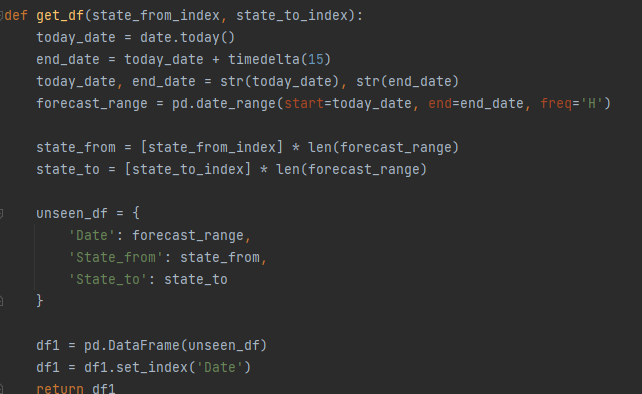 def get_df(state_from_index, state_to_index):
    today_date = date.today()
    end_date = today_date + timedelta(15)
    today_date, end_date = str(today_date), str(end_date)
    forecast_range = pd.date_range(start=today_date, end=end_date, freq='H')

    state_from = [state_from_index] * len(forecast_range)
    state_to = [state_to_index] * len(forecast_range)

    unseen_df = {
        'Date': forecast_range,
        'State_from': state_from,
        'State_to': state_to
    }

    df1 = pd.DataFrame(unseen_df)
    df1 = df1.set_index('Date')
    return df1